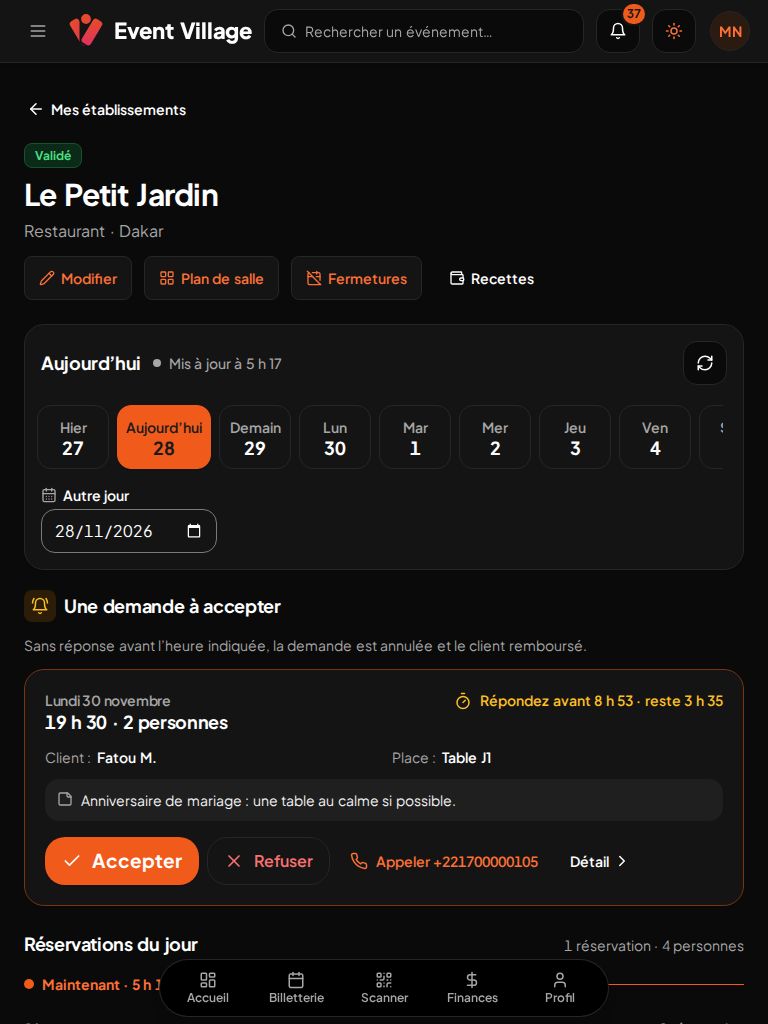 Event Village
Rechercher un événement…
37
MN
Mes établissements
Validé
Le Petit Jardin
Restaurant · Dakar
Modifier
Plan de salle
Fermetures
Recettes
Aujourd’hui
Mis à jour à 5 h 17
Hier
27
Aujourd’hui
28
Demain
29
Lun
30
Mar
1
Mer
2
Jeu
3
Ven
4
Autre jour
28/11/2026
Une demande à accepter
Sans réponse avant l’heure indiquée, la demande est annulée et le client remboursé.
Lundi 30 novembre
Répondez avant 8 h 53 · reste 3 h 35
19 h 30 · 2 personnes
Client : Fatou M.
Place : Table J1
Anniversaire de mariage : une table au calme si possible.
Accepter
Refuser
Appeler +221700000105
Détail
Réservations du jour
1 réservation · 4 personnes
Maintenant · 5 h
Accueil
Billetterie
Scanner
Finances
Profil